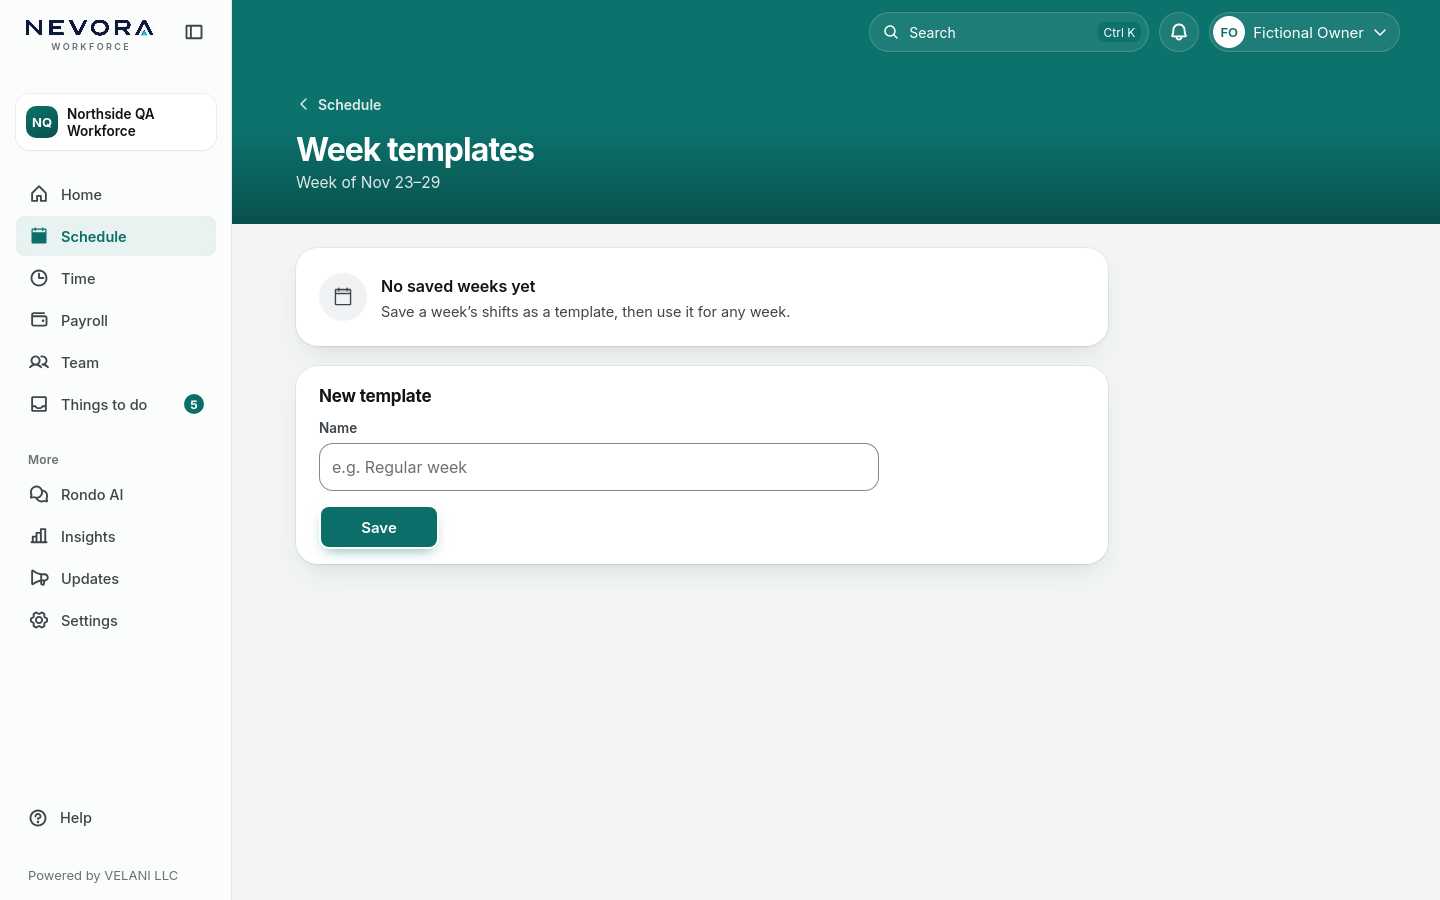 NEVORA
WORKFORCE
Search
Ctrl K
FO
Fictional Owner
NQ
Northside QA
Workforce
Schedule
Week templates
Week of Nov 23–29
Home
Schedule
Time
Payroll
Team
Things to do
5
More
Rondo AI
Insights
Updates
Settings
Help
Powered by VELANI LLC
No saved weeks yet
Save a week’s shifts as a template, then use it for any week.
New template
Name
e.g. Regular week
Save